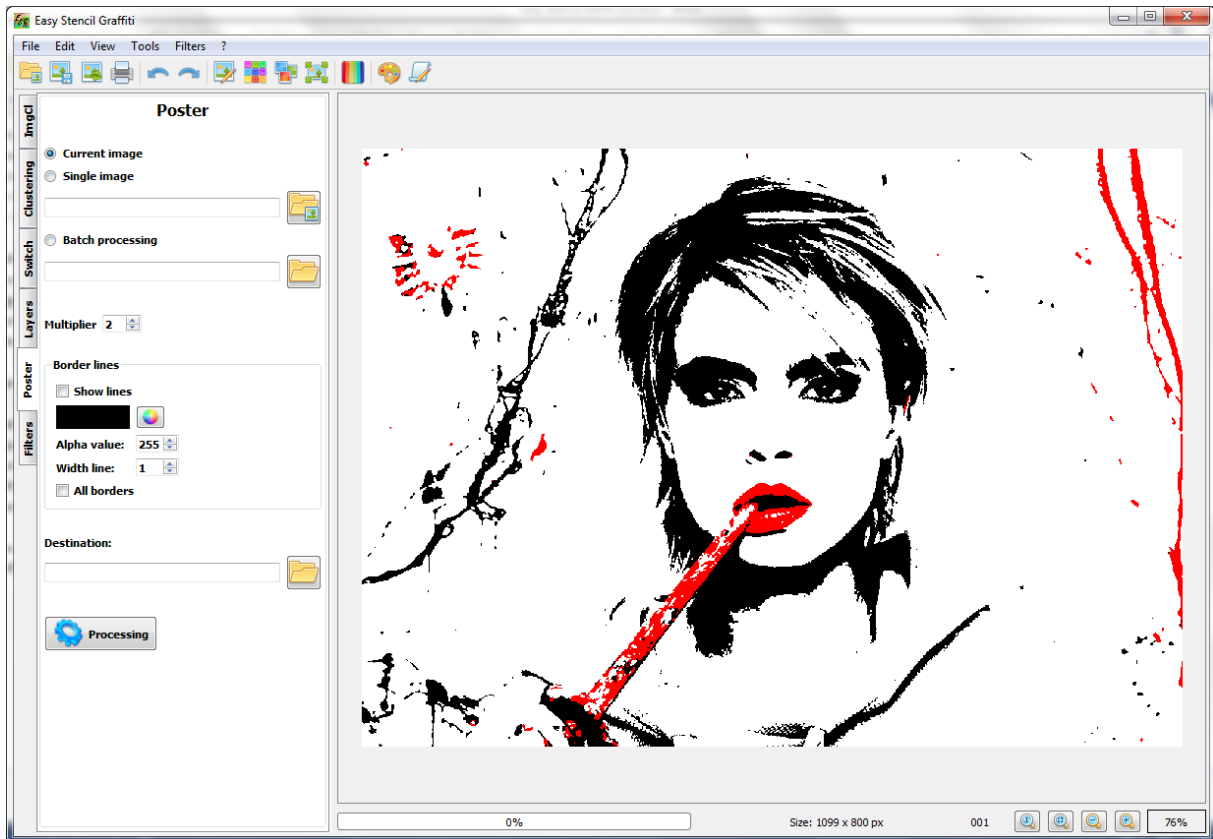 Easy Stencil Graffiti
File Edit View Tools Filters ?
ImgCl
Clustering
Switch
Layers
Poster
Filters
Poster
Current image
Single image
Batch processing
Multiplier 2
Border lines
Show lines
Alpha value: 255
Width line: 1
All borders
Destination:
Processing
0%
Size: 1099 x 800 px
001
76%